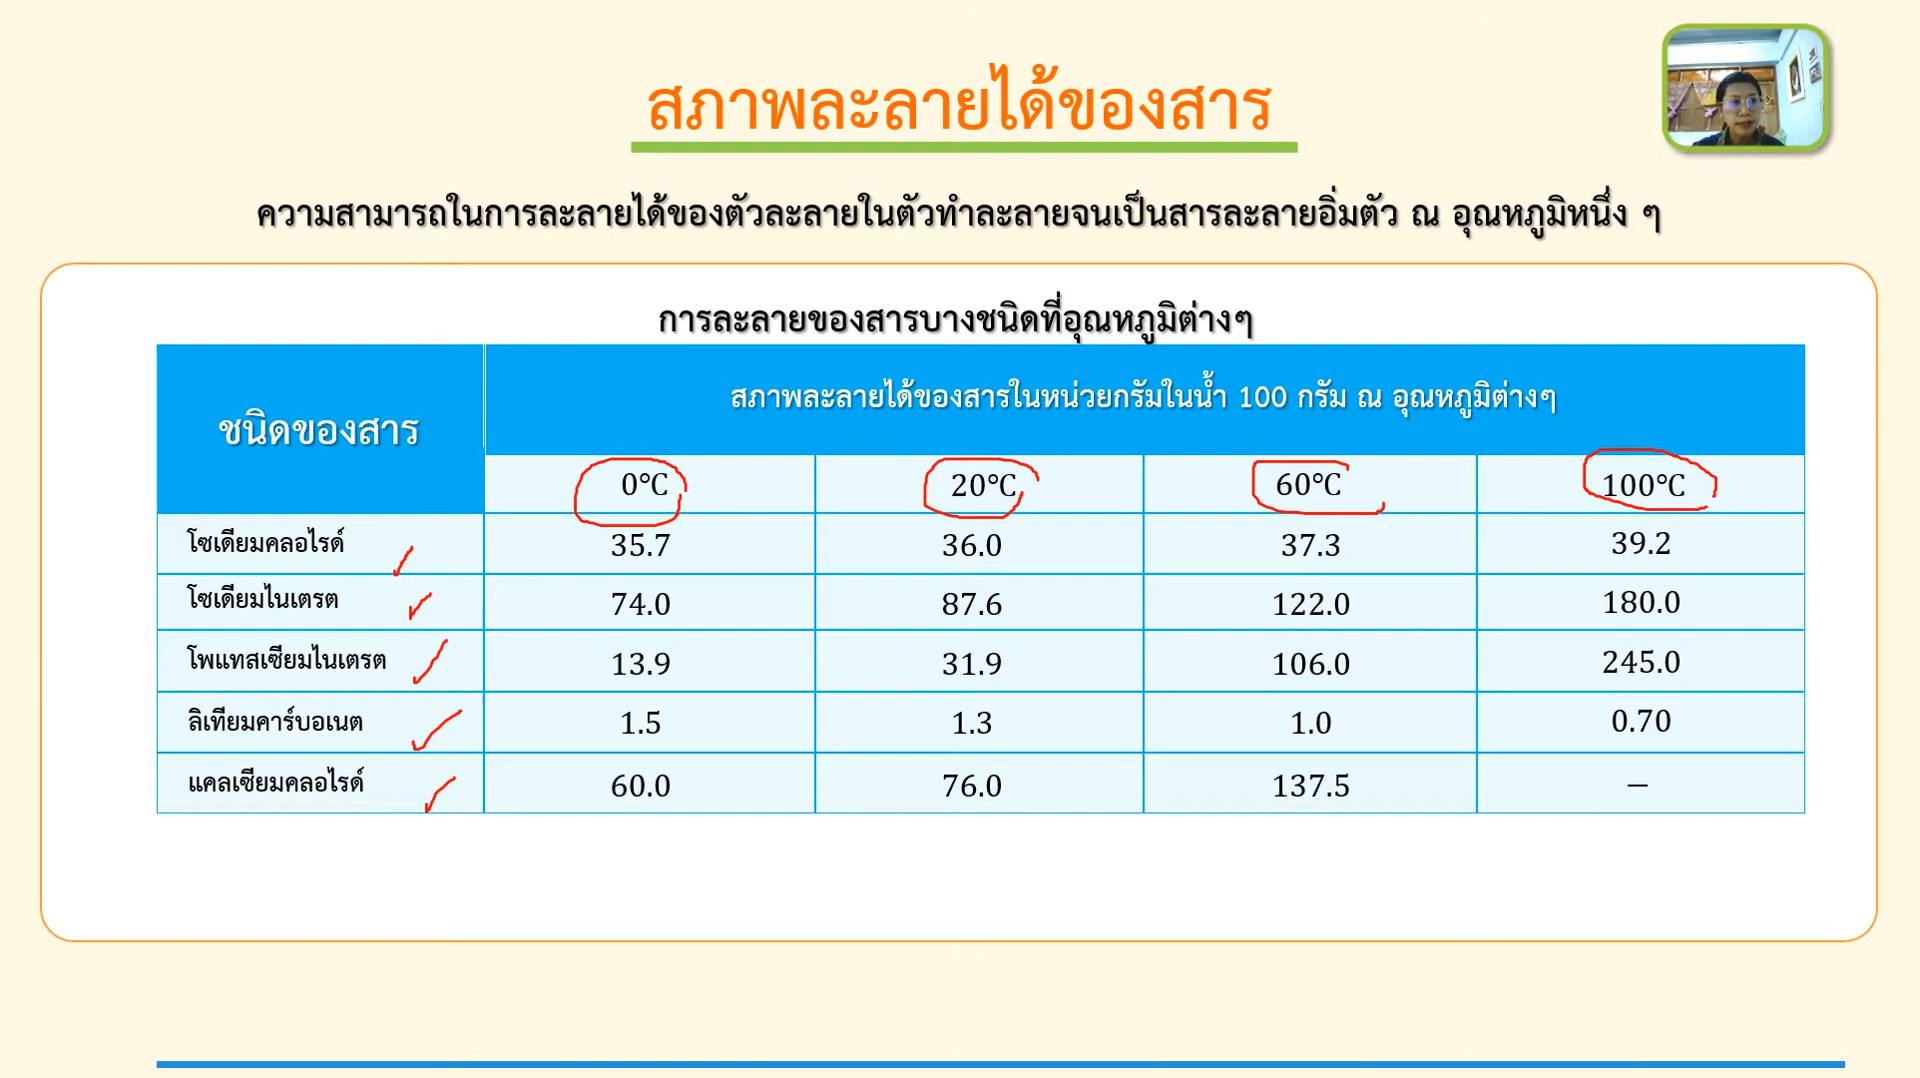 สภาพละลายได้ของสาร
ความสามารถในการละลายได้ของตัวละลายในตัวทำละลายจนเป็นสารละลายอิ่มตัว ณ อุณหภูมิหนึ่ง ๆ
การละลายของสารบางชนิดที่อุณหภูมิต่างๆ
ชนิดของสาร
สภาพละลายได้ของสารในหน่วยกรัมในน้ำ 100 กรัม ณ อุณหภูมิต่างๆ
0°C 20°C 60°C 100°C
โซเดียมคลอไรด์ 35.7 36.0 37.3 39.2
โซเดียมไนเตรต 74.0 87.6 122.0 180.0
โพแทสเซียมไนเตรต 13.9 31.9 106.0 245.0
ลิเทียมคาร์บอเนต 1.5 1.3 1.0 0.70
แคลเซียมคลอไรด์ 60.0 76.0 137.5 –